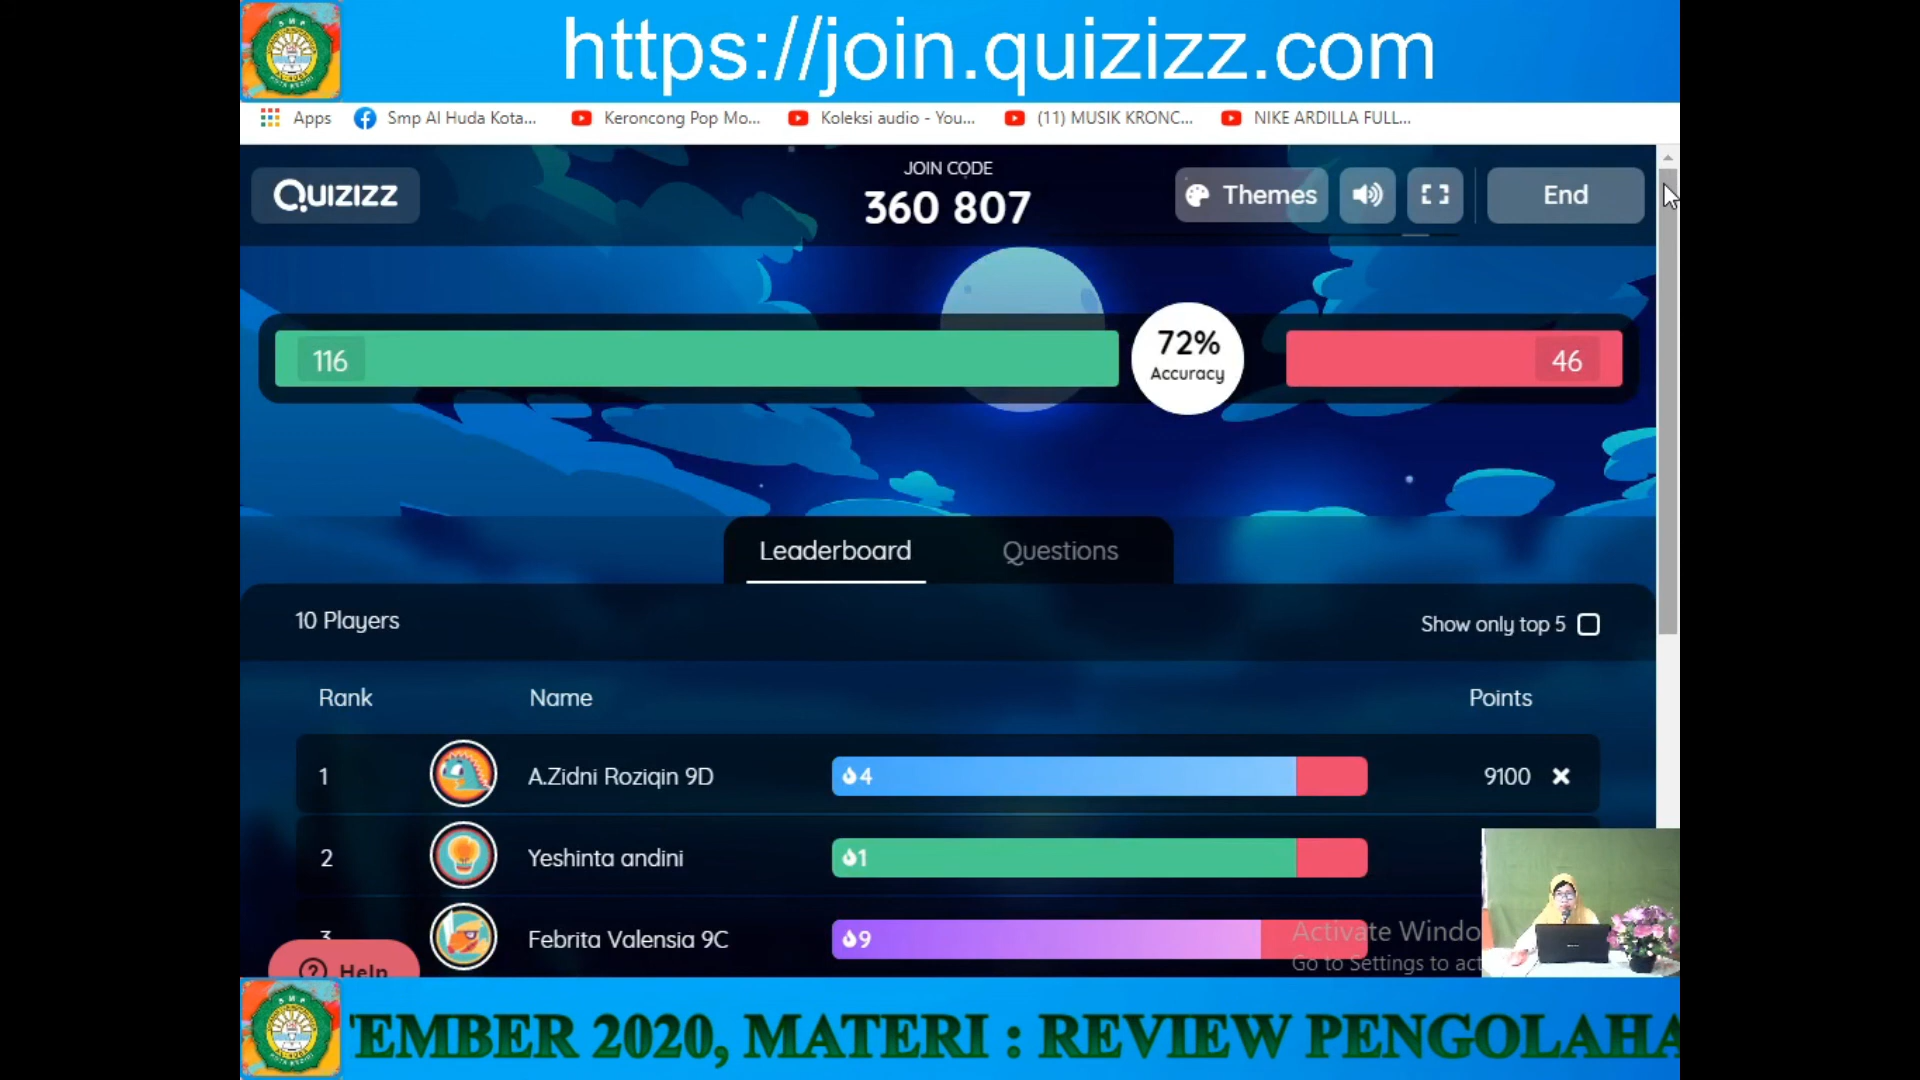 https://join.quizizz.com
Apps
Smp Al Huda Kota...
Keroncong Pop Mo...
Koleksi audio - You...
(11) MUSIK KRONC...
NIKE ARDILLA FULL...
QUIZIZZ
JOIN CODE
360 807
Themes
End
116
72%
Accuracy
46
Leaderboard
Questions
10 Players
Show only top 5
Rank
Name
Points
1
A.Zidni Roziqin 9D
4
9100
2
Yeshinta andini
1
3
Febrita Valensia 9C
9
Activate Windo
Go to Settings to act
Help
EMBER 2020, MATERI : REVIEW PENGOLAHA